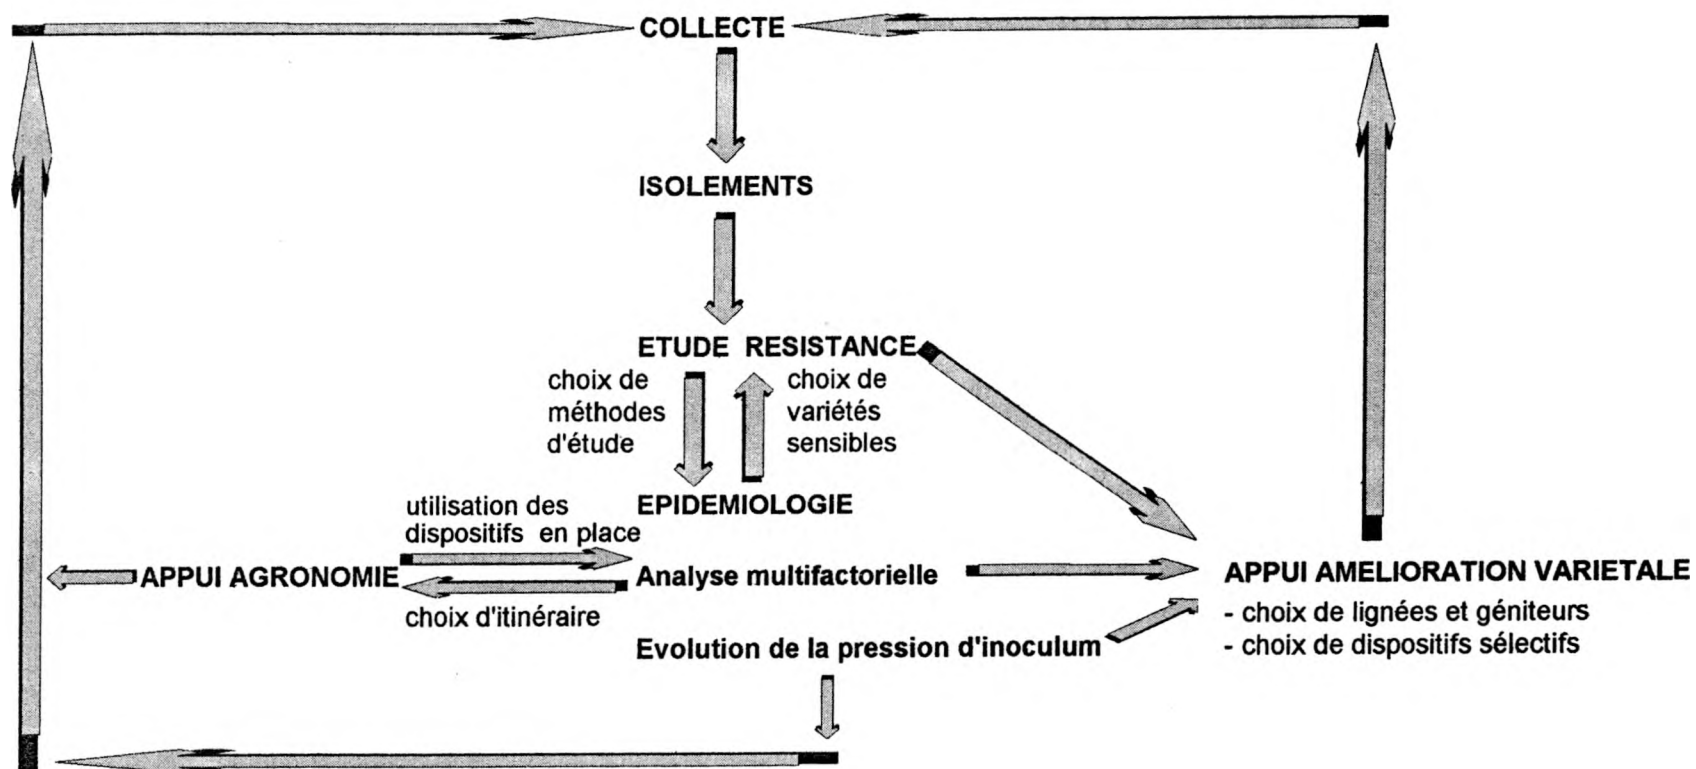 COLLECTE
ISOLEMENTS
ETUDE RESISTANCE
choix de
méthodes
d'étude
choix de
variétés
sensibles
EPIDEMIOLOGIE
utilisation des
dispositifs en place
APPUI AGRONOMIE
choix d'itinéraire
Analyse multifactorielle
Evolution de la pression d'inoculum
APPUI AMELIORATION VARIETALE
- choix de lignées et géniteurs
- choix de dispositifs sélectifs